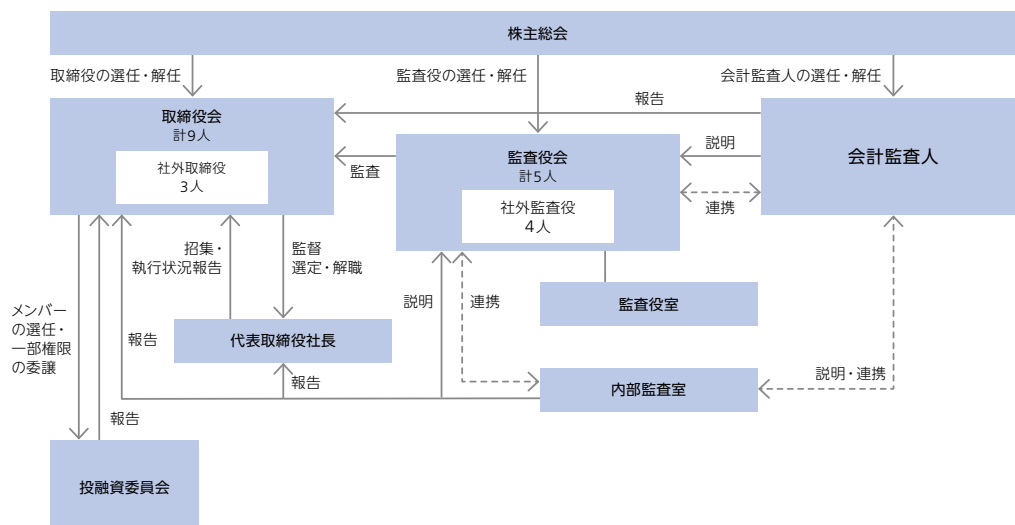 株主総会
取締役の選任・解任
監査役の選任・解任
会計監査人の選任・解任
取締役会
計9人
社外取締役
3人
報告
監査
監査役会
計5人
社外監査役
4人
説明
連携
会計監査人
招集・
執行状況報告
監督
選定・解職
説明
連携
監査役室
メンバー
の選任・
一部権限
の委譲
報告
代表取締役社長
報告
内部監査室
説明・連携
報告
投融資委員会